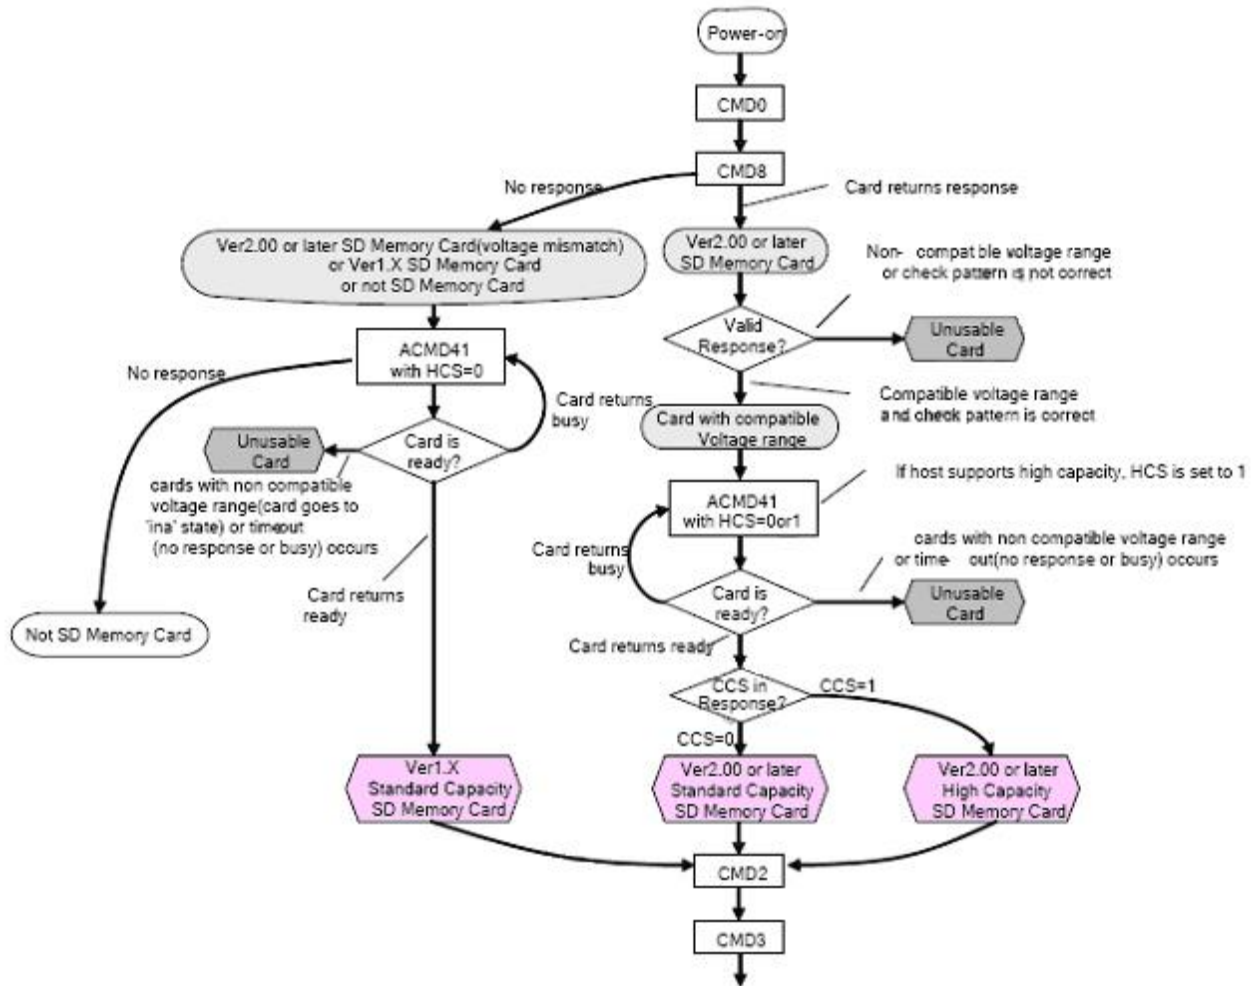 Power-on
CMD0
CMD8
No response
Card returns response
Ver2.00 or later SD Memory Card(voltage mismatch)
or Ver1.X SD Memory Card
or not SD Memory Card
Ver2.00 or later
SD Memory Card
Non- compatible voltage range
or check pattern is not correct
Valid
Response?
Unusable
Card
ACMD41
with HCS=0
No response
Card returns
busy
Compatible voltage range
and check pattern is correct
Card with compatible
Voltage range
Unusable
Card
Card is
ready?
cards with non compatible
voltage range(card goes to
'ina' state) or timeout
(no response or busy) occurs
If host supports high capacity, HCS is set to 1
ACMD41
with HCS=0or1
Card returns
busy
cards with non compatible voltage range
or time- out(no response or busy) occurs
Card is
ready?
Unusable
Card
Card returns
ready
Not SD Memory Card
Card returns ready
CCS in
Response?
CCS=1
CCS=0
Ver1.X
Standard Capacity
SD Memory Card
Ver2.00 or later
Standard Capacity
SD Memory Card
Ver2.00 or later
High Capacity
SD Memory Card
CMD2
CMD3